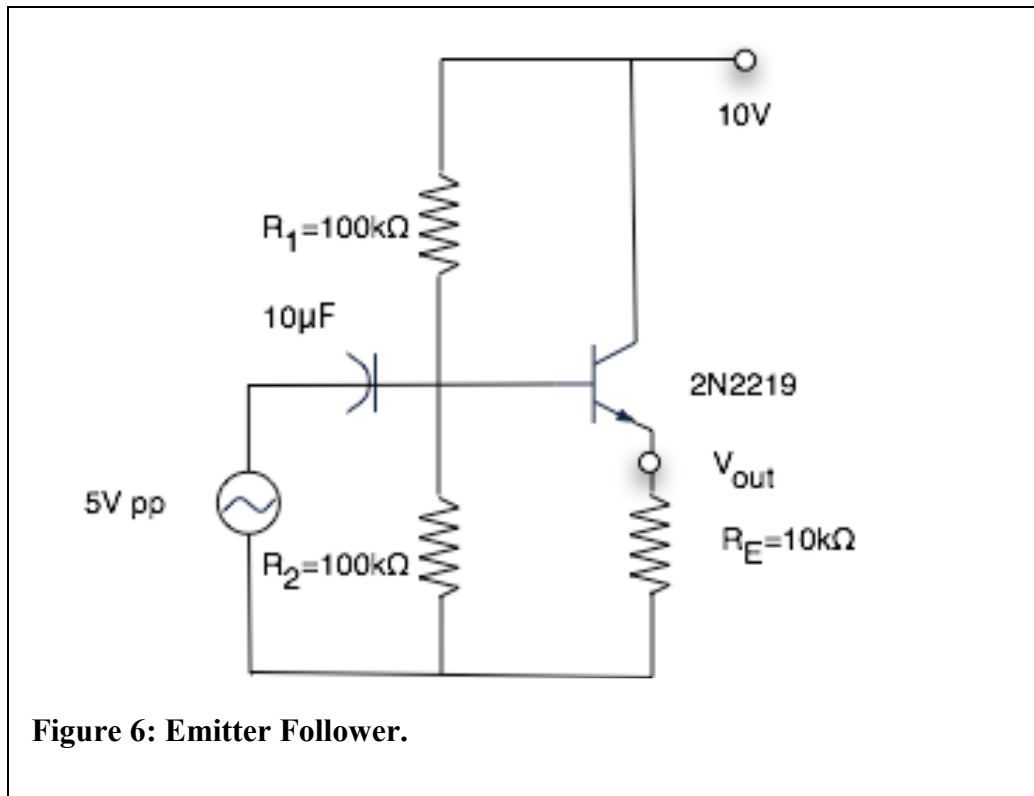 10V
R1=100kΩ
10μF
2N2219
Vout
5V pp
RE=10kΩ
R2=100kΩ
Figure 6: Emitter Follower.